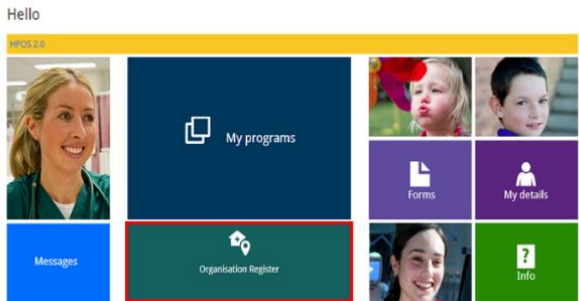 Hello
HPOS 2.0
My programs
Forms
My details
Messages
Organisation Register
?
Info